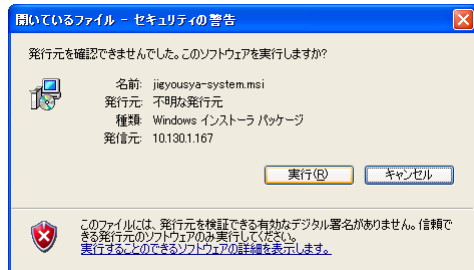 開いているファイル - セキュリティの警告
発行元を確認できませんでした。このソフトウェアを実行しますか?
名前: jigyousya-system.msi
発行元: 不明な発行元
種類: Windows インストーラ パッケージ
発信元: 10.130.1.167
実行(R) キャンセル
このファイルには、発行元を検証できる有効なデジタル署名がありません。信頼で
きる発行元のソフトウェアのみ実行してください。
実行することのできるソフトウェアの詳細を表示します。